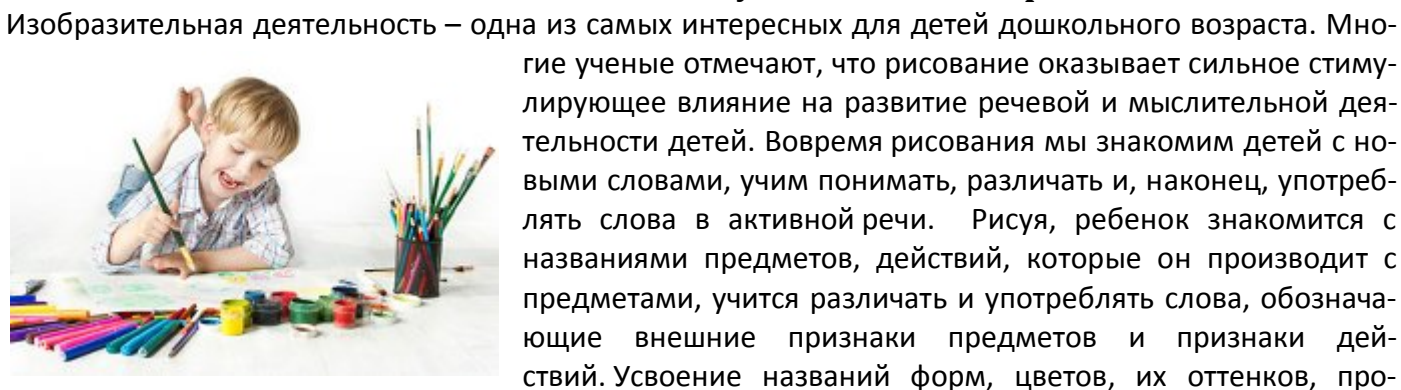 Изобразительная деятельность – одна из самых интересных для детей дошкольного возраста. Мно-
гие ученые отмечают, что рисование оказывает сильное стиму-
лирующее влияние на развитие речевой и мыслительной дея-
тельности детей. Вовремя рисования мы знакомим детей с но-
выми словами, учим понимать, различать и, наконец, употреб-
лять слова в активной речи. Рисуя, ребенок знакомится с
названиями предметов, действий, которые он производит с
предметами, учится различать и употреблять слова, обознача-
ющие внешние признаки предметов и признаки дей-
ствий. Усвоение названий форм, цветов, их оттенков, про-